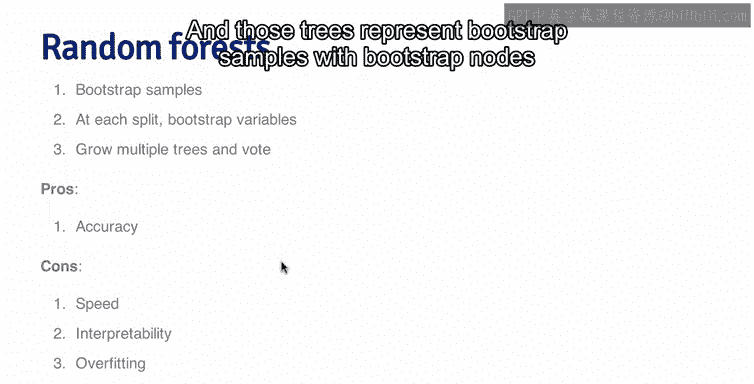 And those trees represent bootstrap
samples with bootstrap nodes
Random forests
1. Bootstrap samples
2. At each split, bootstrap variables
3. Grow multiple trees and vote
Pros:
1. Accuracy
Cons:
1. Speed
2. Interpretability
3. Overfitting